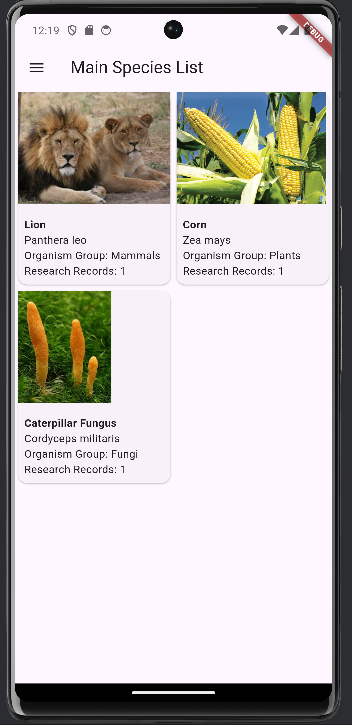 12:19
DEBUG
Main Species List
Lion
Panthera leo
Organism Group: Mammals
Research Records: 1
Corn
Zea mays
Organism Group: Plants
Research Records: 1
Caterpillar Fungus
Cordyceps militaris
Organism Group: Fungi
Research Records: 1